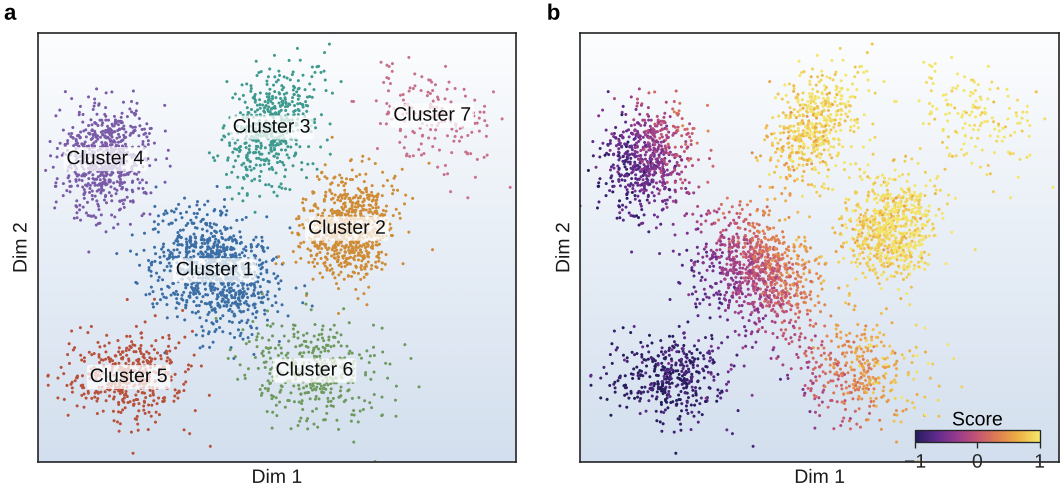 a
b
Cluster 7
Cluster 3
Cluster 4
Cluster 2
Cluster 1
Cluster 6
Cluster 5
Dim 2
Dim 1
Dim 2
Score
−1 0 1
Dim 1